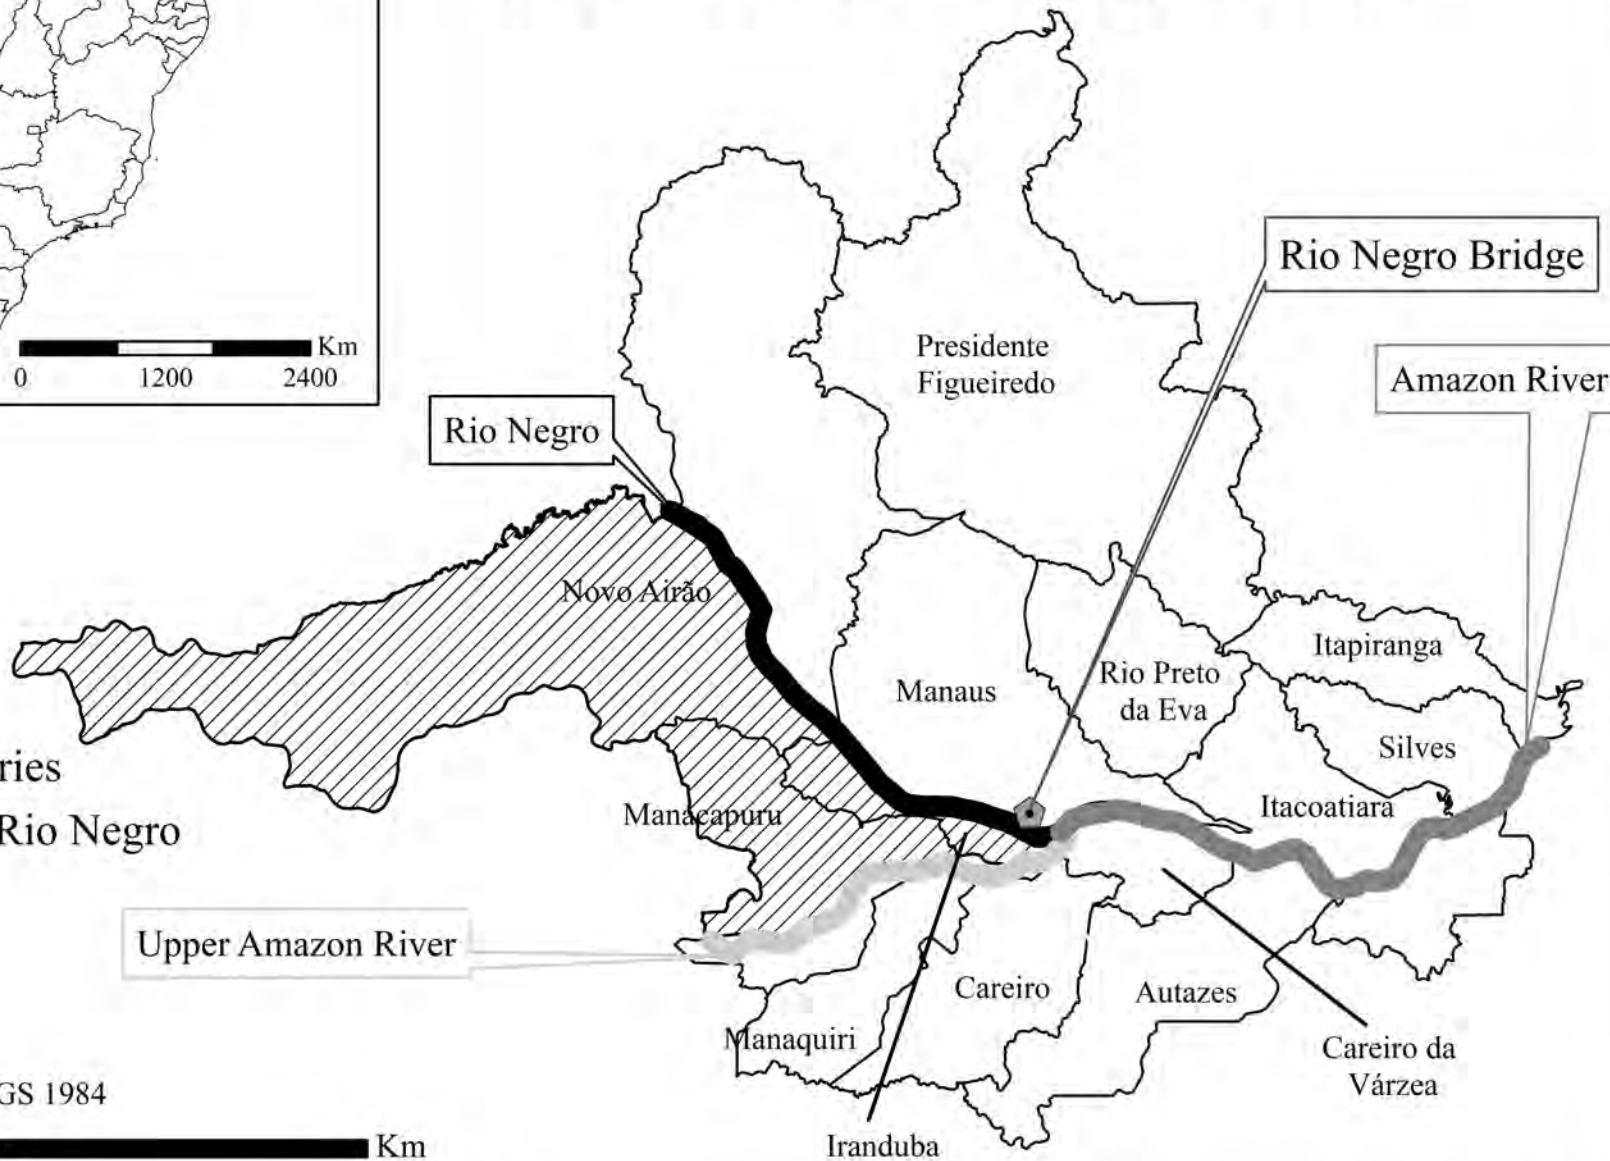 Km
0 1200 2400
Rio Negro Bridge
Presidente
Figueiredo
Amazon River
Rio Negro
Novo Airão
Itapiranga
Rio Preto
da Eva
Manaus
Silves
ries
Itacoatiara
Manacapuru
Rio Negro
Upper Amazon River
Careiro
Autazes
Manaquiri
Careiro da
Várzea
GS 1984
Iranduba
Km